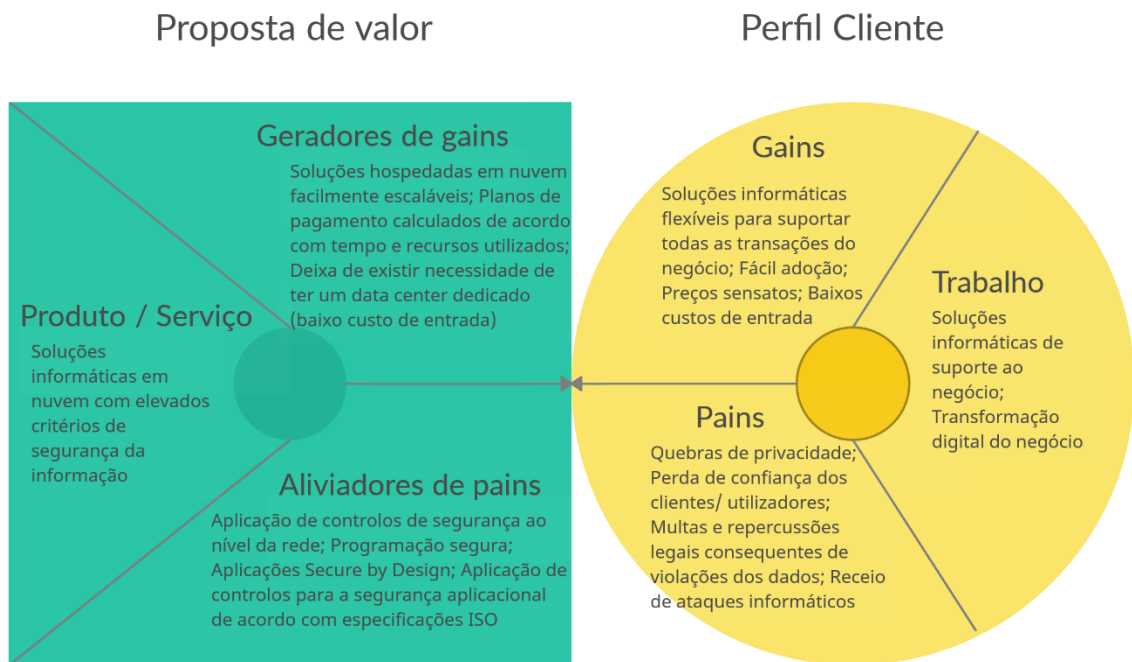 Proposta de valor
Perfil Cliente
Geradores de gains
Soluções hospedadas em nuvem
facilmente escaláveis; Planos de
pagamento calculados de acordo
com tempo e recursos utilizados;
Deixa de existir necessidade de
ter um data center dedicado
(baixo custo de entrada)
Produto / Serviço
Soluções
informáticas em
nuvem com elevados
critérios de
segurança da
informação
Aliviadores de pains
Aplicação de controlos de segurança ao
nível da rede; Programação segura;
Aplicações Secure by Design; Aplicação de
controlos para a segurança aplicacional
de acordo com especificações ISO
Gains
Soluções informáticas
flexíveis para suportar
todas as transações do
negócio; Fácil adoção;
Preços sensatos; Baixos
custos de entrada
Trabalho
Soluções
informáticas de
suporte ao
negócio;
Transformação
digital do negócio
Pains
Quebras de privacidade;
Perda de confiança dos
clientes/ utilizadores;
Multas e repercussões
legais consequentes de
violações dos dados; Receio
de ataques informáticos